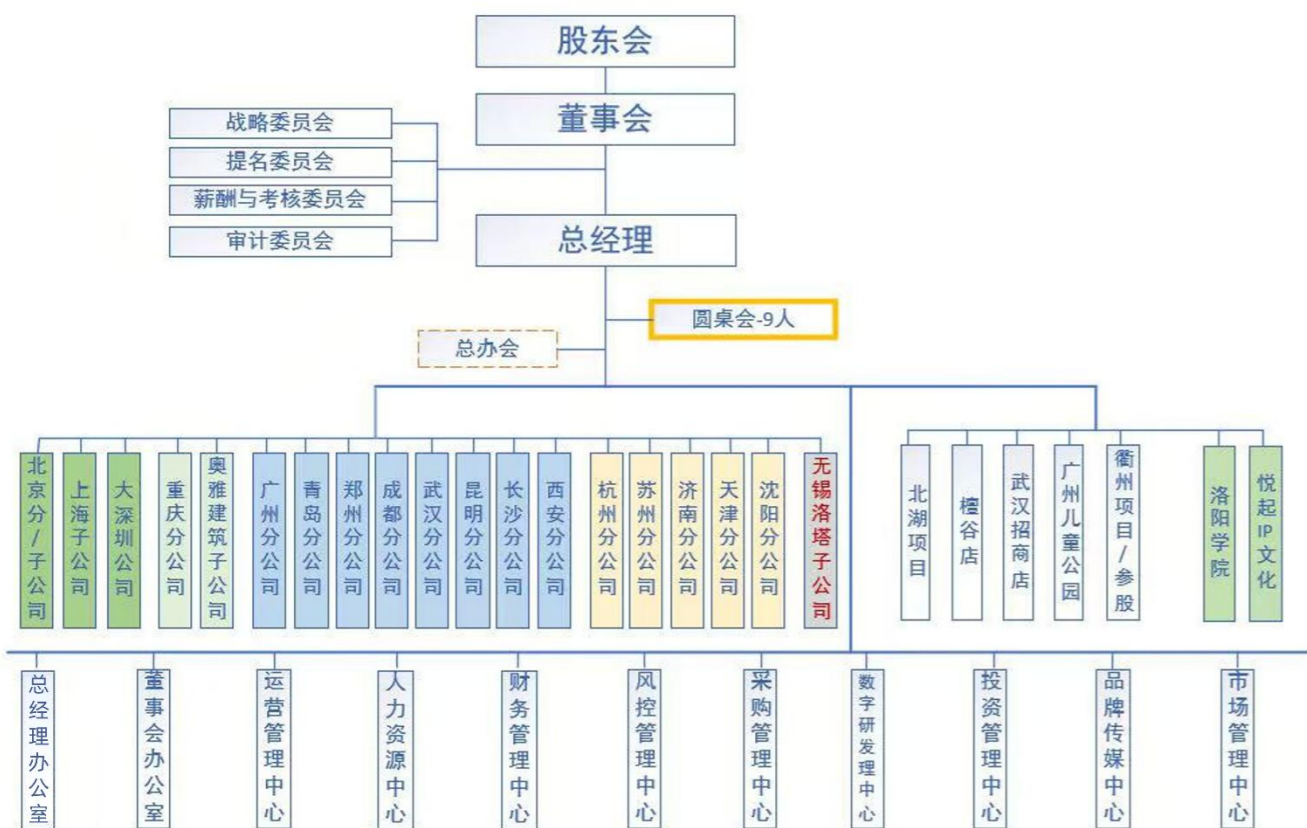 股东会
董事会
战略委员会
提名委员会
薪酬与考核委员会
审计委员会
总经理
圆桌会-9人
总办会
北京分/子公司
上海子公司
大深圳公司
重庆分公司
奥雅建筑子公司
广州分公司
青岛分公司
郑州分公司
成都分公司
武汉分公司
昆明分公司
长沙分公司
西安分公司
杭州分公司
苏州分公司
济南分公司
天津分公司
沈阳分公司
无锡洛塔子公司
北湖项目
檀谷店
武汉招商店
广州儿童公园
衢州项目/参股
洛阳学院
悦起IP文化
总经理办公室
董事会办公室
运营管理中心
人力资源中心
财务管理中心
风控管理中心
采购管理中心
数字研发理中心
投资管理中心
品牌传媒中心
市场管理中心